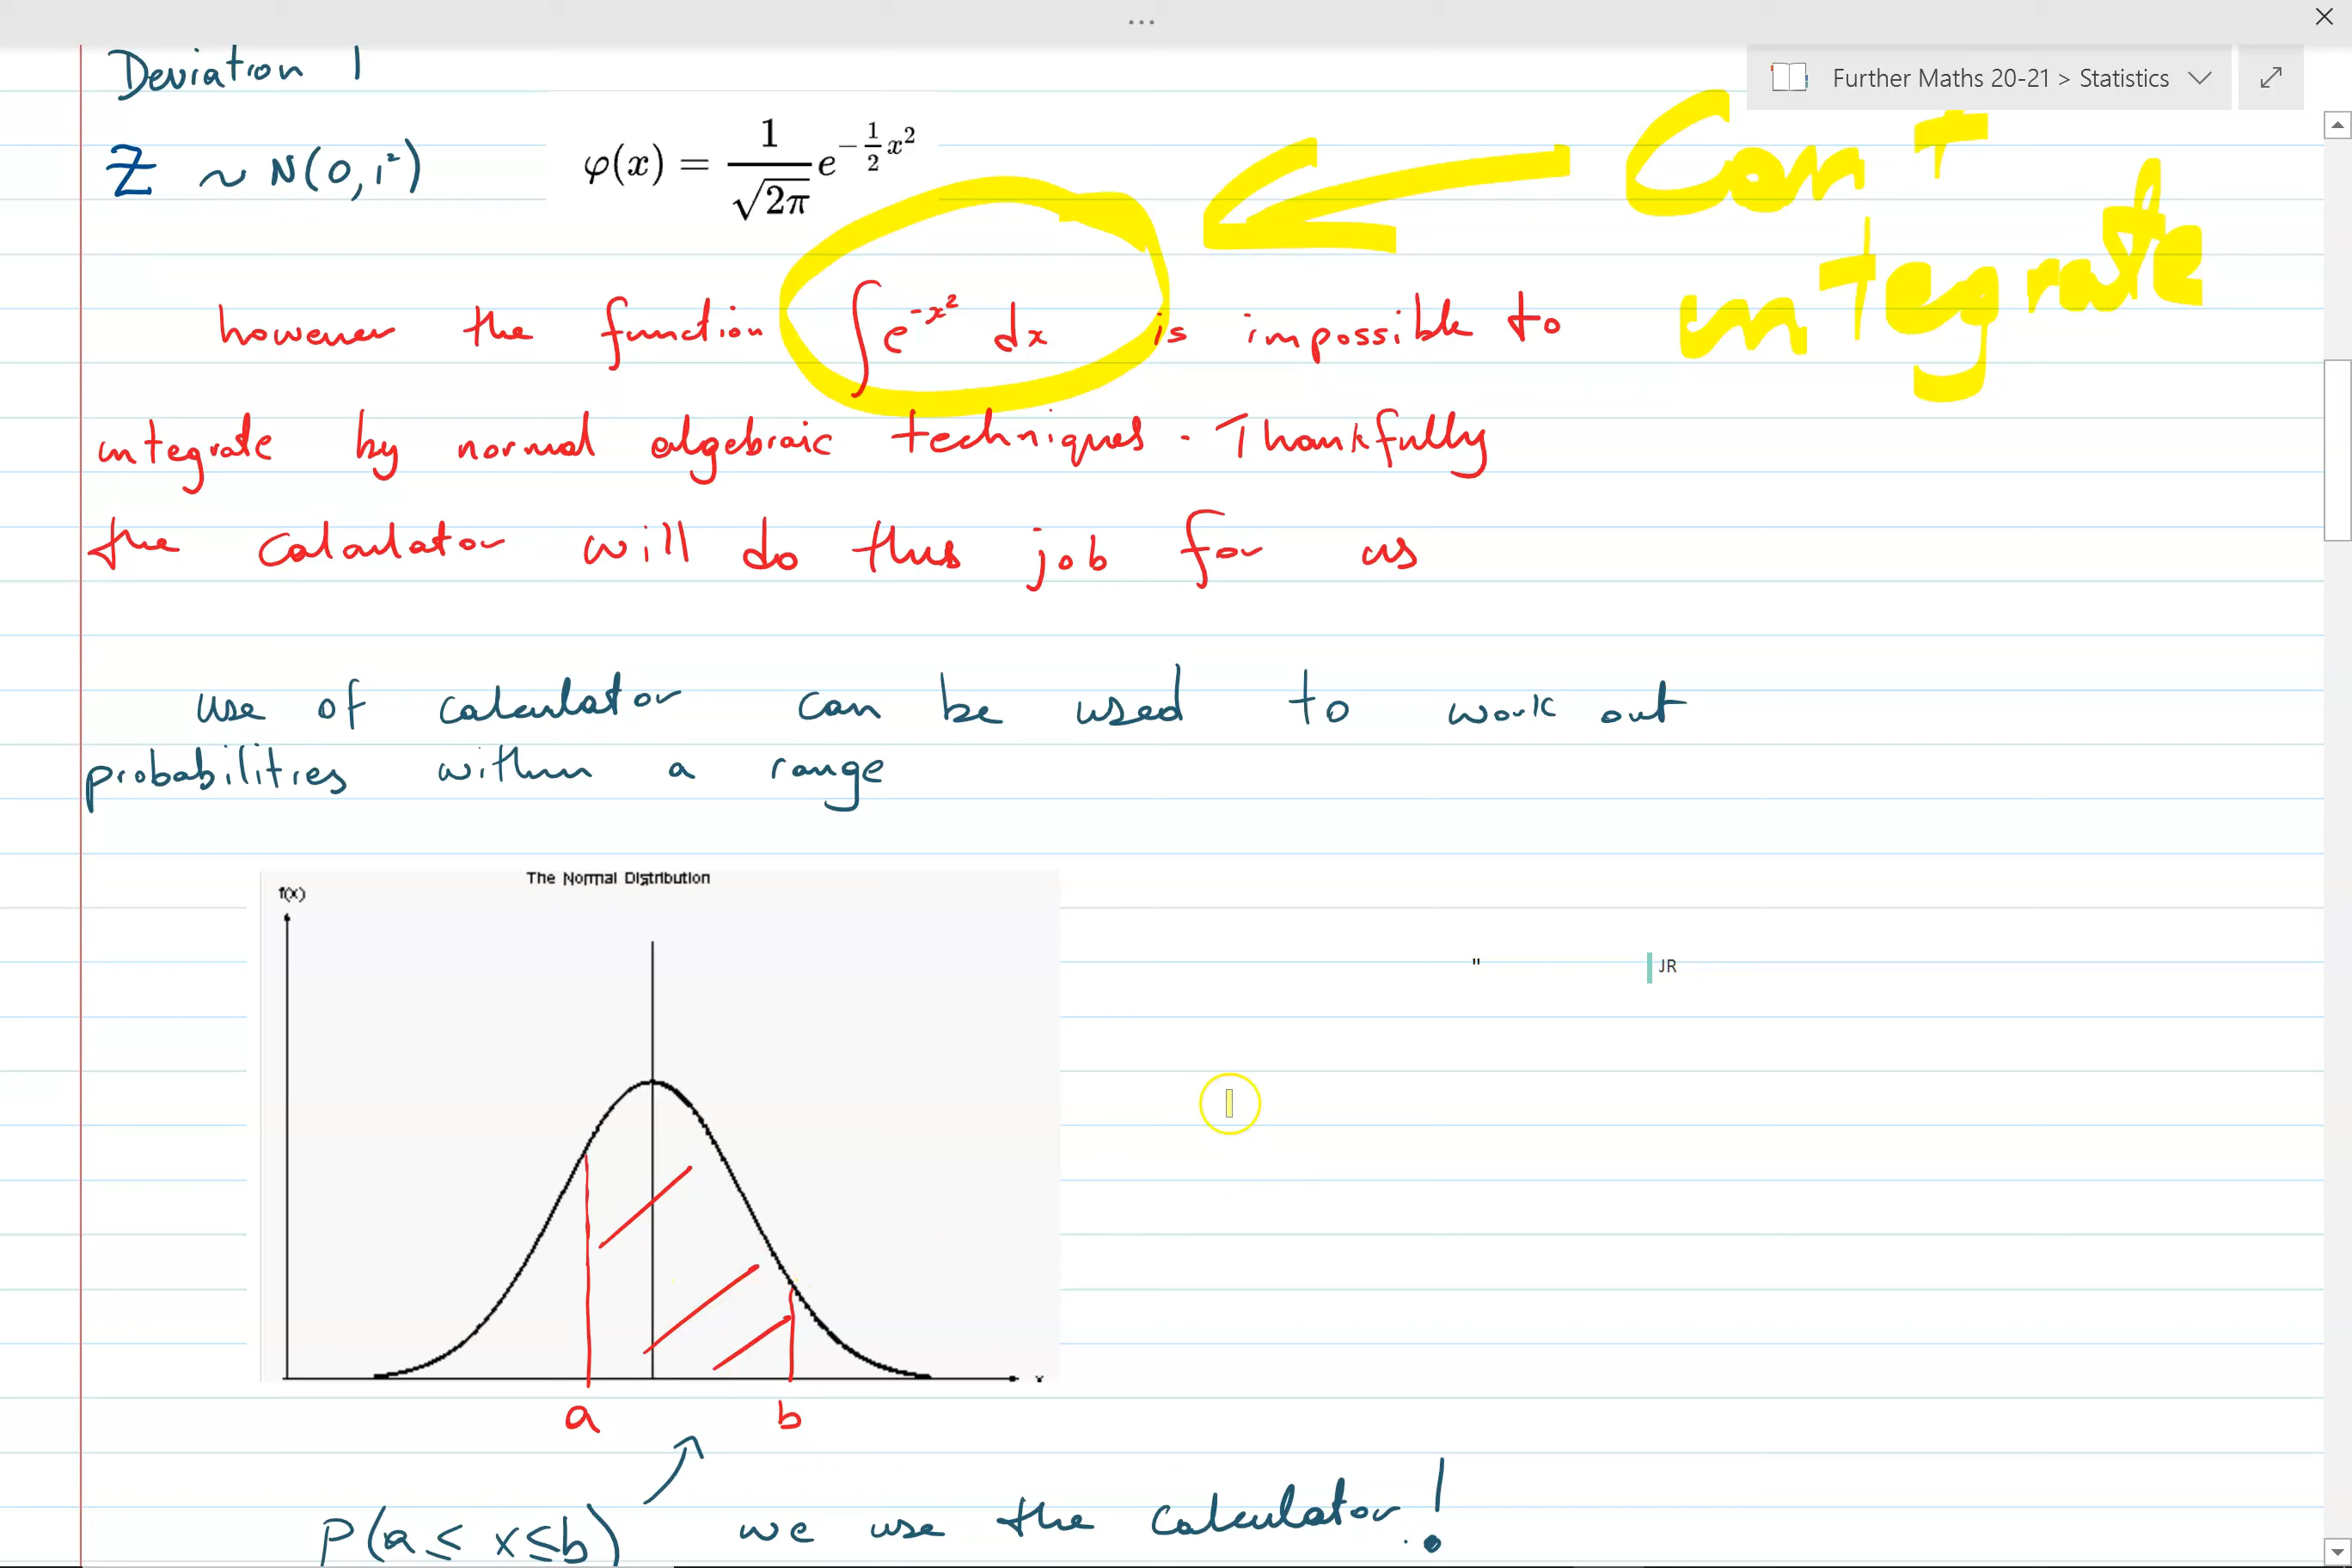 ...
Deviation 1
Further Maths 20-21 > Statistics
Z ~ N(0, 1²)
φ(x) = 1/√2π e^(-1/2 x²)
Can't
integrate
however the function ∫ e^(-x²) dx is impossible to
integrate by normal algebraic techniques. Thankfully
the calculator will do this job for us
use of calculator can be used to work out
probabilities within a range
The Normal Distribution
f(x)
" JR
x
a b
P(a ≤ x ≤ b) we use the calculator!